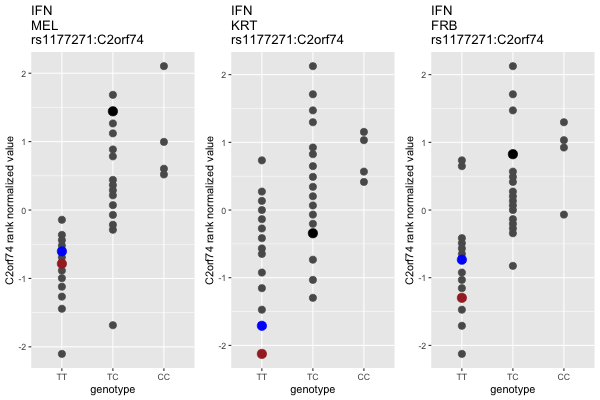 IFN
MEL
rs1177271:C2orf74
C2orf74 rank normalized value
2
1
0
-1
-2
TT TC CC
genotype
IFN
KRT
rs1177271:C2orf74
C2orf74 rank normalized value
2
1
0
-1
-2
TT TC CC
genotype
IFN
FRB
rs1177271:C2orf74
C2orf74 rank normalized value
2
1
0
-1
-2
TT TC CC
genotype